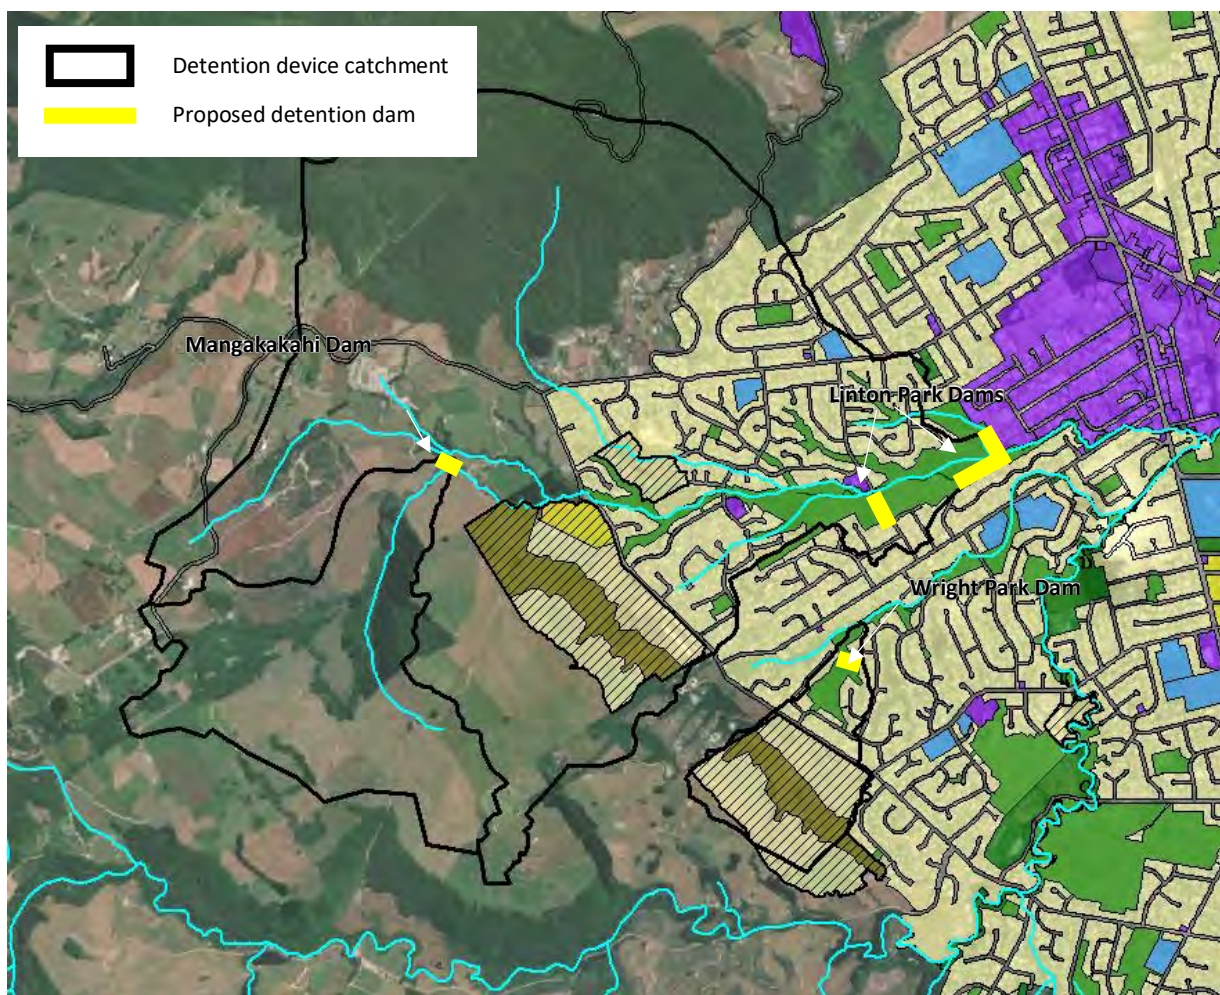 Detention device catchment
Proposed detention dam
Mangakakahi Dam
Linton Park Dams
Wright Park Dam